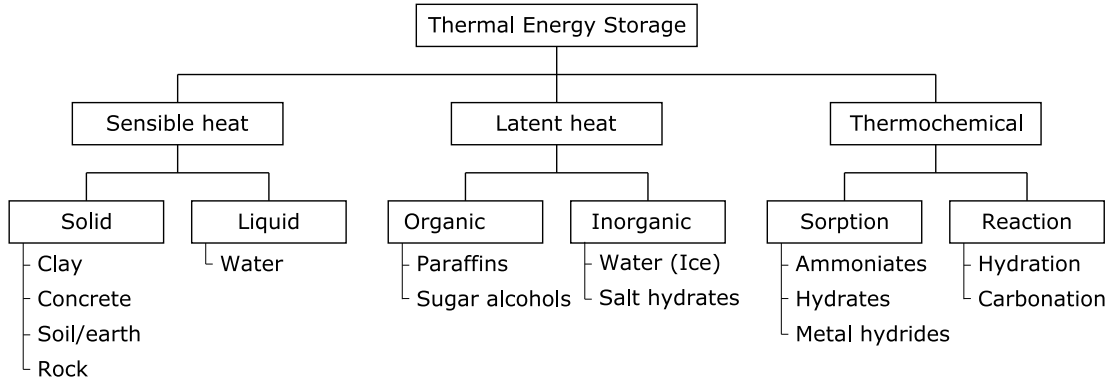 Thermal Energy Storage
Sensible heat
Latent heat
Thermochemical
Solid
Liquid
Organic
Inorganic
Sorption
Reaction
Clay
Concrete
Soil/earth
Rock
Water
Paraffins
Sugar alcohols
Water (Ice)
Salt hydrates
Ammoniates
Hydrates
Metal hydrides
Hydration
Carbonation